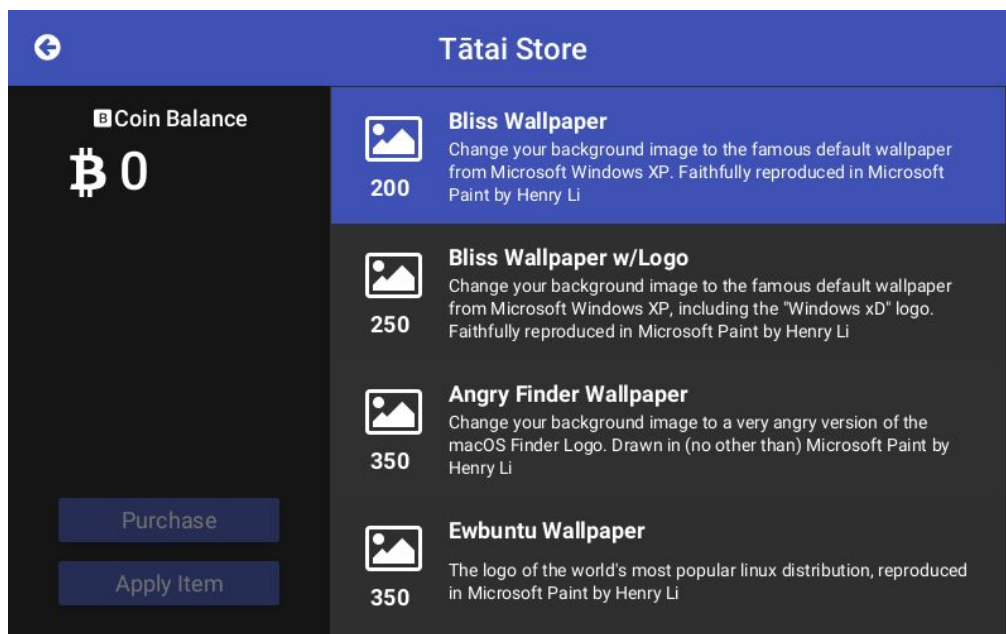 Tātai Store
🅱Coin Balance
₿ 0
Purchase
Apply Item
Bliss Wallpaper
Change your background image to the famous default wallpaper
from Microsoft Windows XP. Faithfully reproduced in Microsoft
Paint by Henry Li
200
Bliss Wallpaper w/Logo
Change your background image to the famous default wallpaper
from Microsoft Windows XP, including the "Windows xD" logo.
Faithfully reproduced in Microsoft Paint by Henry Li
250
Angry Finder Wallpaper
Change your background image to a very angry version of the
macOS Finder Logo. Drawn in (no other than) Microsoft Paint by
Henry Li
350
Ewbuntu Wallpaper
The logo of the world's most popular linux distribution, reproduced
in Microsoft Paint by Henry Li
350